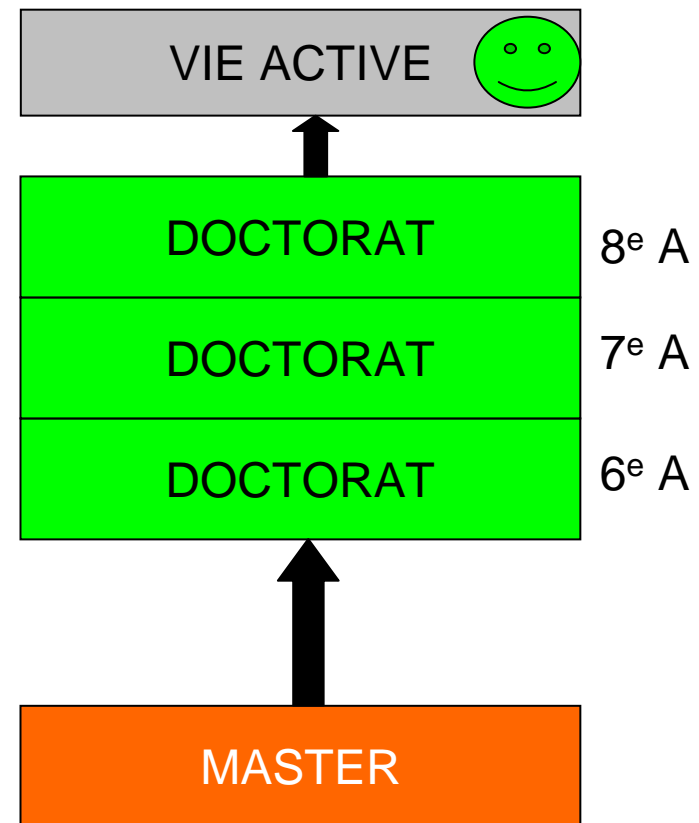 VIE ACTIVE
DOCTORAT 8e A
DOCTORAT 7e A
DOCTORAT 6e A
MASTER